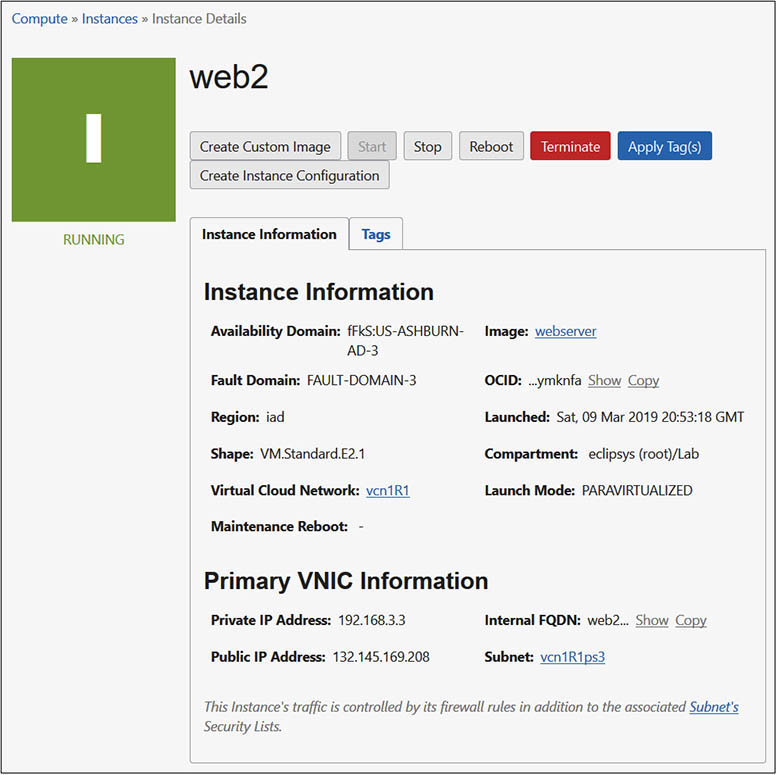 Compute » Instances » Instance Details
I
RUNNING
web2
Create Custom Image Start Stop Reboot Terminate Apply Tag(s)
Create Instance Configuration
Instance Information Tags
Instance Information
Availability Domain: fFkS:US-ASHBURN-AD-3 Image: webserver
Fault Domain: FAULT-DOMAIN-3 OCID: ...ymknfa Show Copy
Region: iad Launched: Sat, 09 Mar 2019 20:53:18 GMT
Shape: VM.Standard.E2.1 Compartment: eclipsys (root)/Lab
Virtual Cloud Network: vcn1R1 Launch Mode: PARAVIRTUALIZED
Maintenance Reboot: -
Primary VNIC Information
Private IP Address: 192.168.3.3 Internal FQDN: web2... Show Copy
Public IP Address: 132.145.169.208 Subnet: vcn1R1ps3
This Instance's traffic is controlled by its firewall rules in addition to the associated Subnet's
Security Lists.